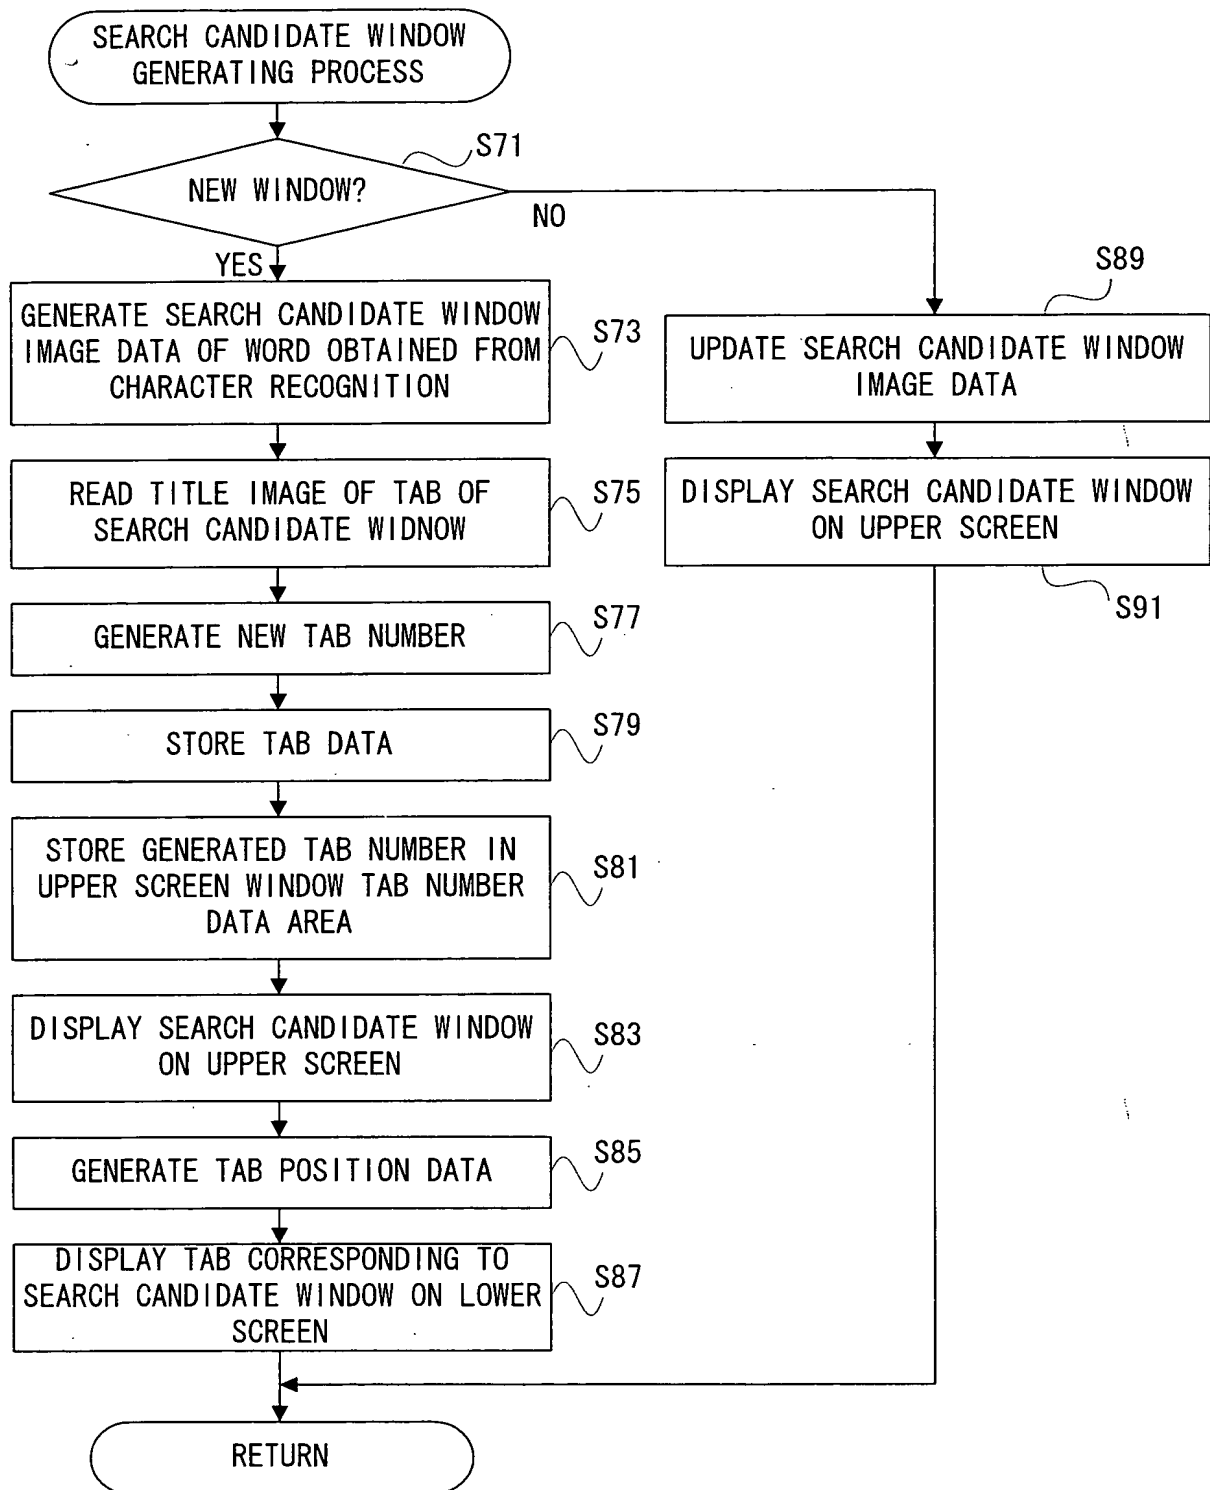 SEARCH CANDIDATE WINDOW
GENERATING PROCESS
S71
NEW WINDOW?
NO
YES
GENERATE SEARCH CANDIDATE WINDOW
IMAGE DATA OF WORD OBTAINED FROM
CHARACTER RECOGNITION
S73
READ TITLE IMAGE OF TAB OF
SEARCH CANDIDATE WIDNOW
S75
GENERATE NEW TAB NUMBER
S77
STORE TAB DATA
S79
STORE GENERATED TAB NUMBER IN
UPPER SCREEN WINDOW TAB NUMBER
DATA AREA
S81
DISPLAY SEARCH CANDIDATE WINDOW
ON UPPER SCREEN
S83
GENERATE TAB POSITION DATA
S85
DISPLAY TAB CORRESPONDING TO
SEARCH CANDIDATE WINDOW ON LOWER
SCREEN
S87
S89
UPDATE SEARCH CANDIDATE WINDOW
IMAGE DATA
DISPLAY SEARCH CANDIDATE WINDOW
ON UPPER SCREEN
S91
RETURN